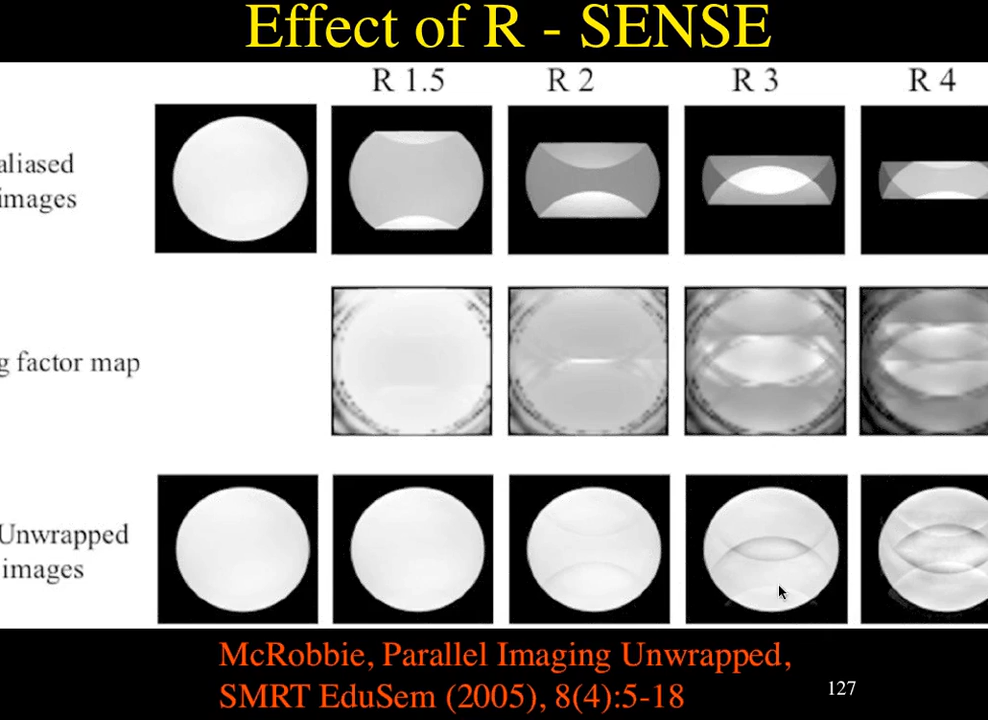 Effect of R - SENSE
R 1.5 R 2 R 3 R 4
aliased
images
g factor map
Unwrapped
images
McRobbie, Parallel Imaging Unwrapped,
SMRT EduSem (2005), 8(4):5-18
127